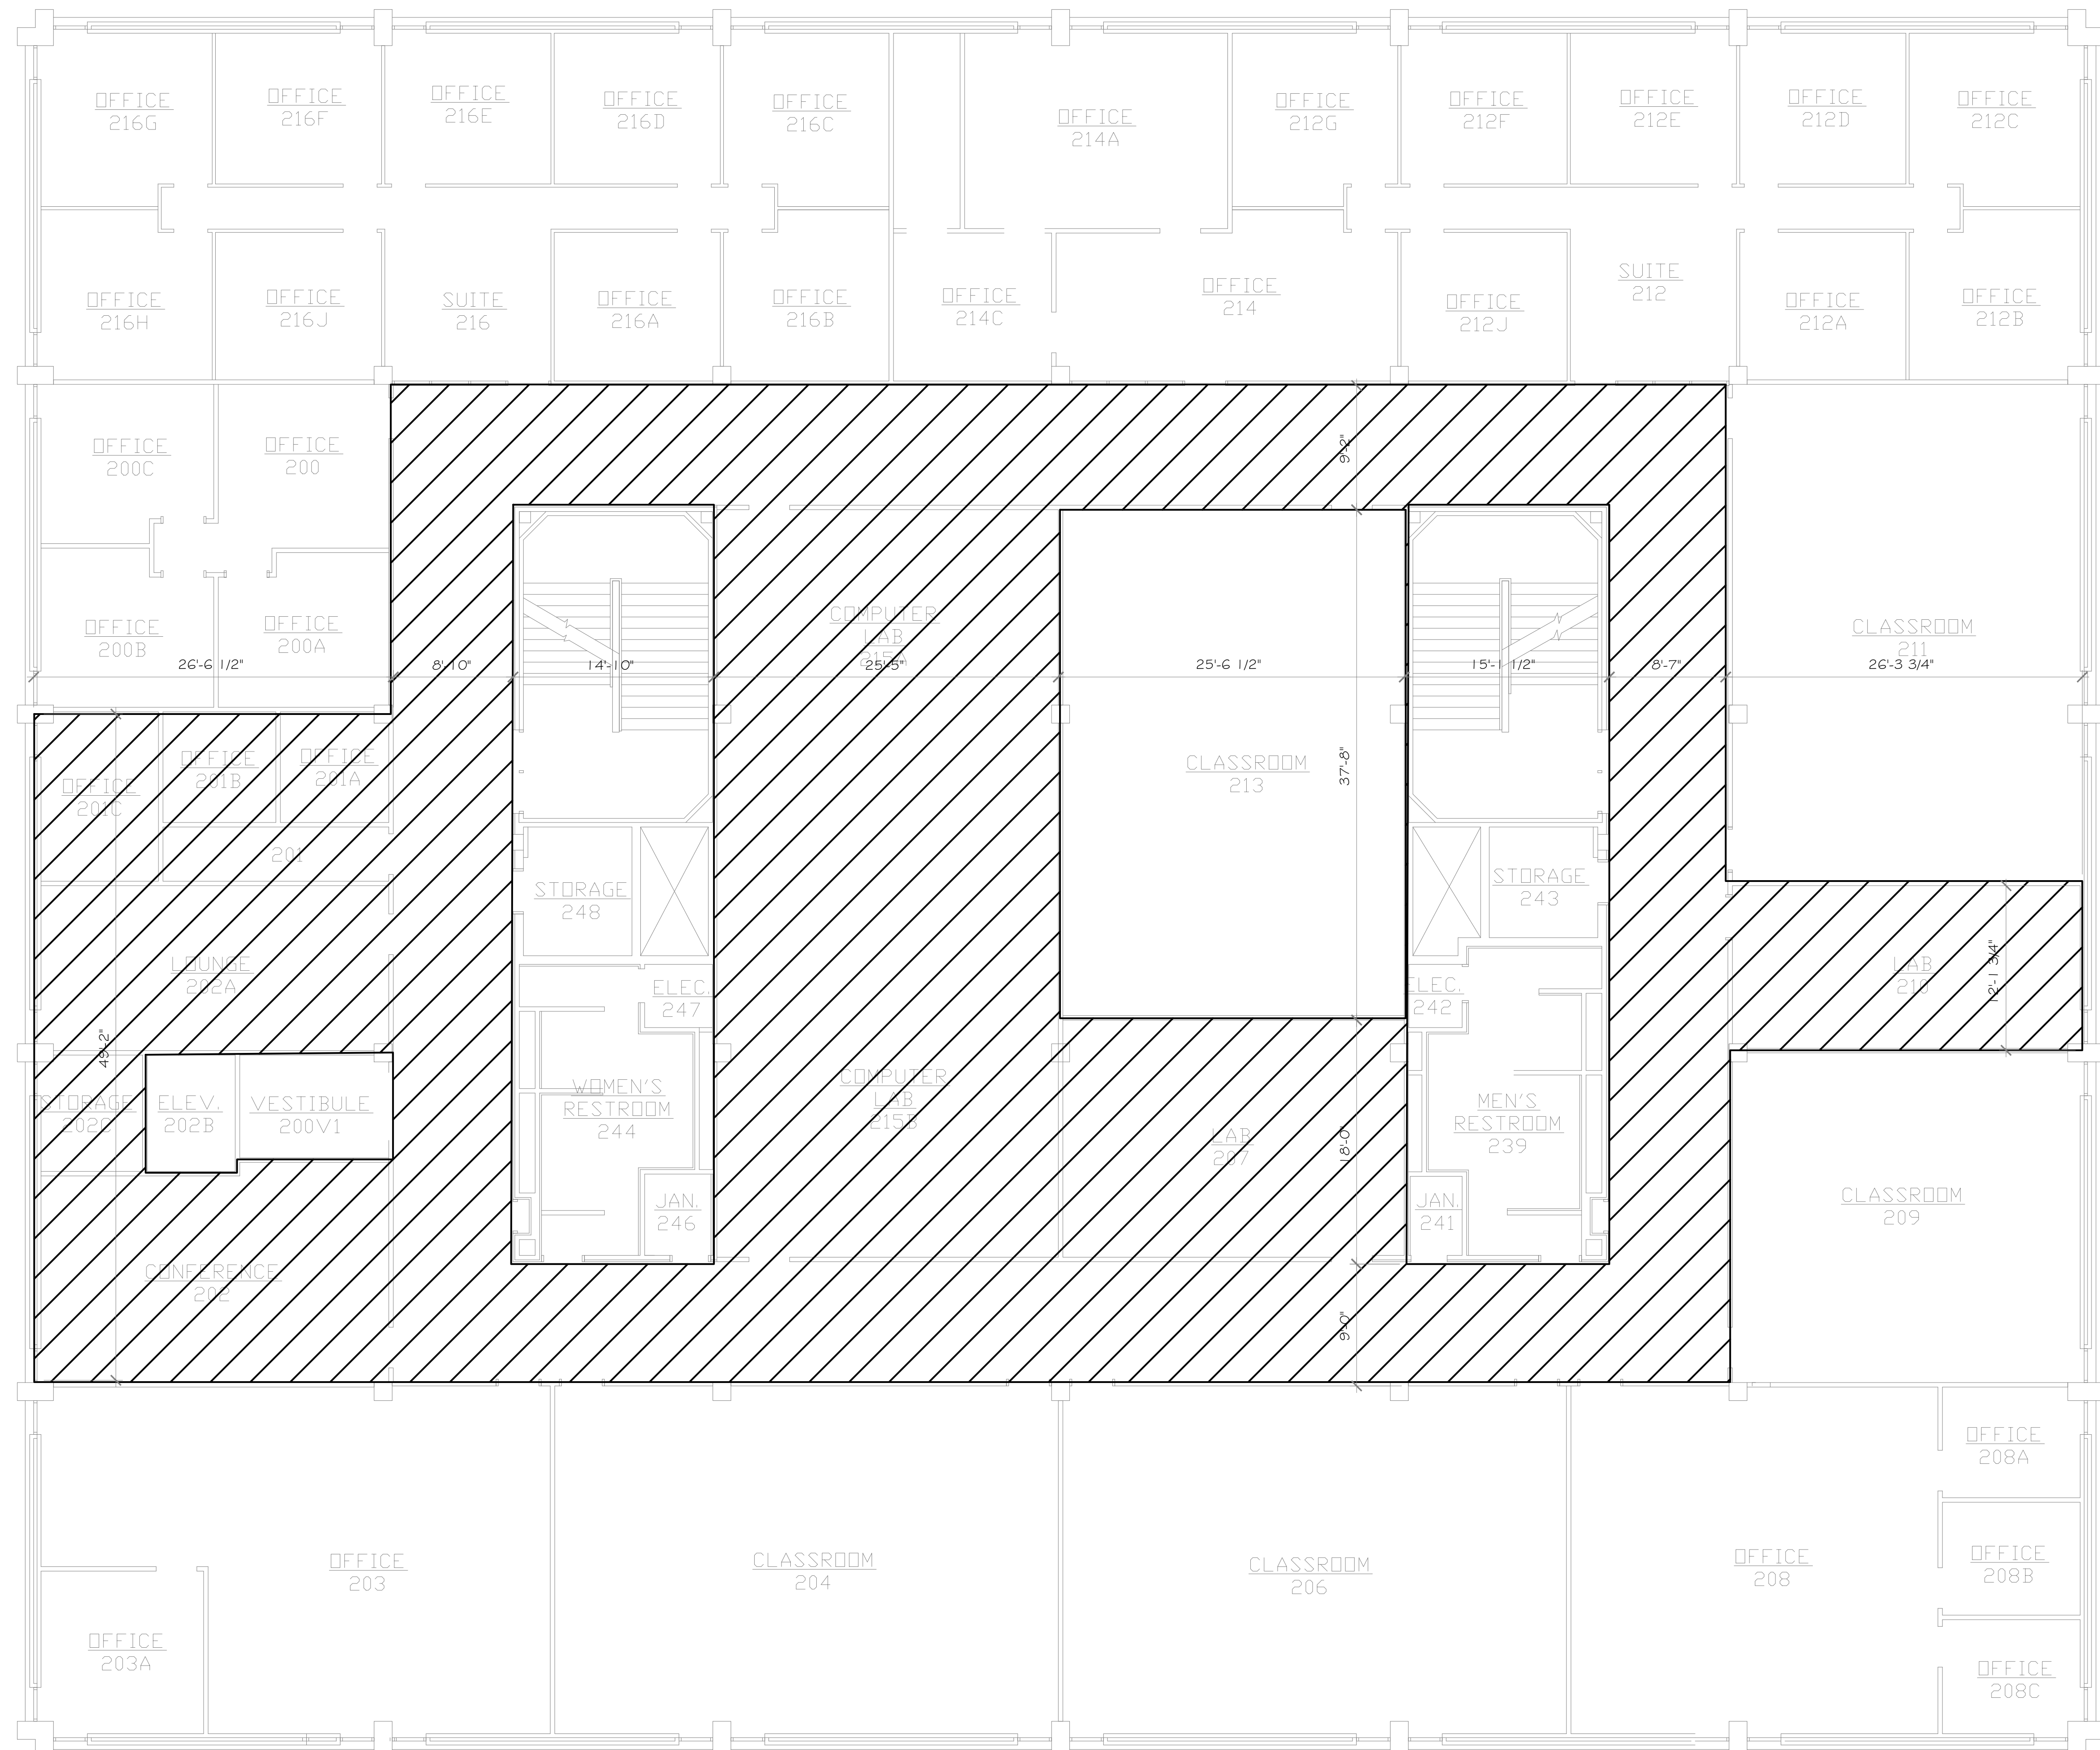 OFFICE
216G
OFFICE
216F
OFFICE
216E
OFFICE
216D
OFFICE
216C
OFFICE
214A
OFFICE
212G
OFFICE
212F
OFFICE
212E
OFFICE
212D
OFFICE
212C
OFFICE
216H
OFFICE
216J
SUITE
216
OFFICE
216A
OFFICE
216B
OFFICE
214C
OFFICE
214
OFFICE
212J
SUITE
212
OFFICE
212A
OFFICE
212B
OFFICE
200C
OFFICE
200
9'-2"
OFFICE
200B
OFFICE
200A
COMPUTER
LAB
215A
CLASSROOM
211
26'-6 1/2"
8'-10"
14'-10"
25'-5"
25'-6 1/2"
15'-1 1/2"
8'-7"
26'-3 3/4"
OFFICE
201C
OFFICE
201B
OFFICE
201A
201
CLASSROOM
213
37'-8"
STORAGE
248
STORAGE
243
LOUNGE
202A
ELEC.
247
ELEC.
242
LAB
210
12'-1 3/4"
49'-2"
STORAGE
202C
ELEV.
202B
VESTIBULE
200V1
WOMEN'S
RESTROOM
244
COMPUTER
LAB
215B
LAB
207
18'-0"
MEN'S
RESTROOM
239
JAN.
246
JAN.
241
CLASSROOM
209
CONFERENCE
202
9'-0"
OFFICE
203
CLASSROOM
204
CLASSROOM
206
OFFICE
208
OFFICE
208A
OFFICE
208B
OFFICE
203A
OFFICE
208C